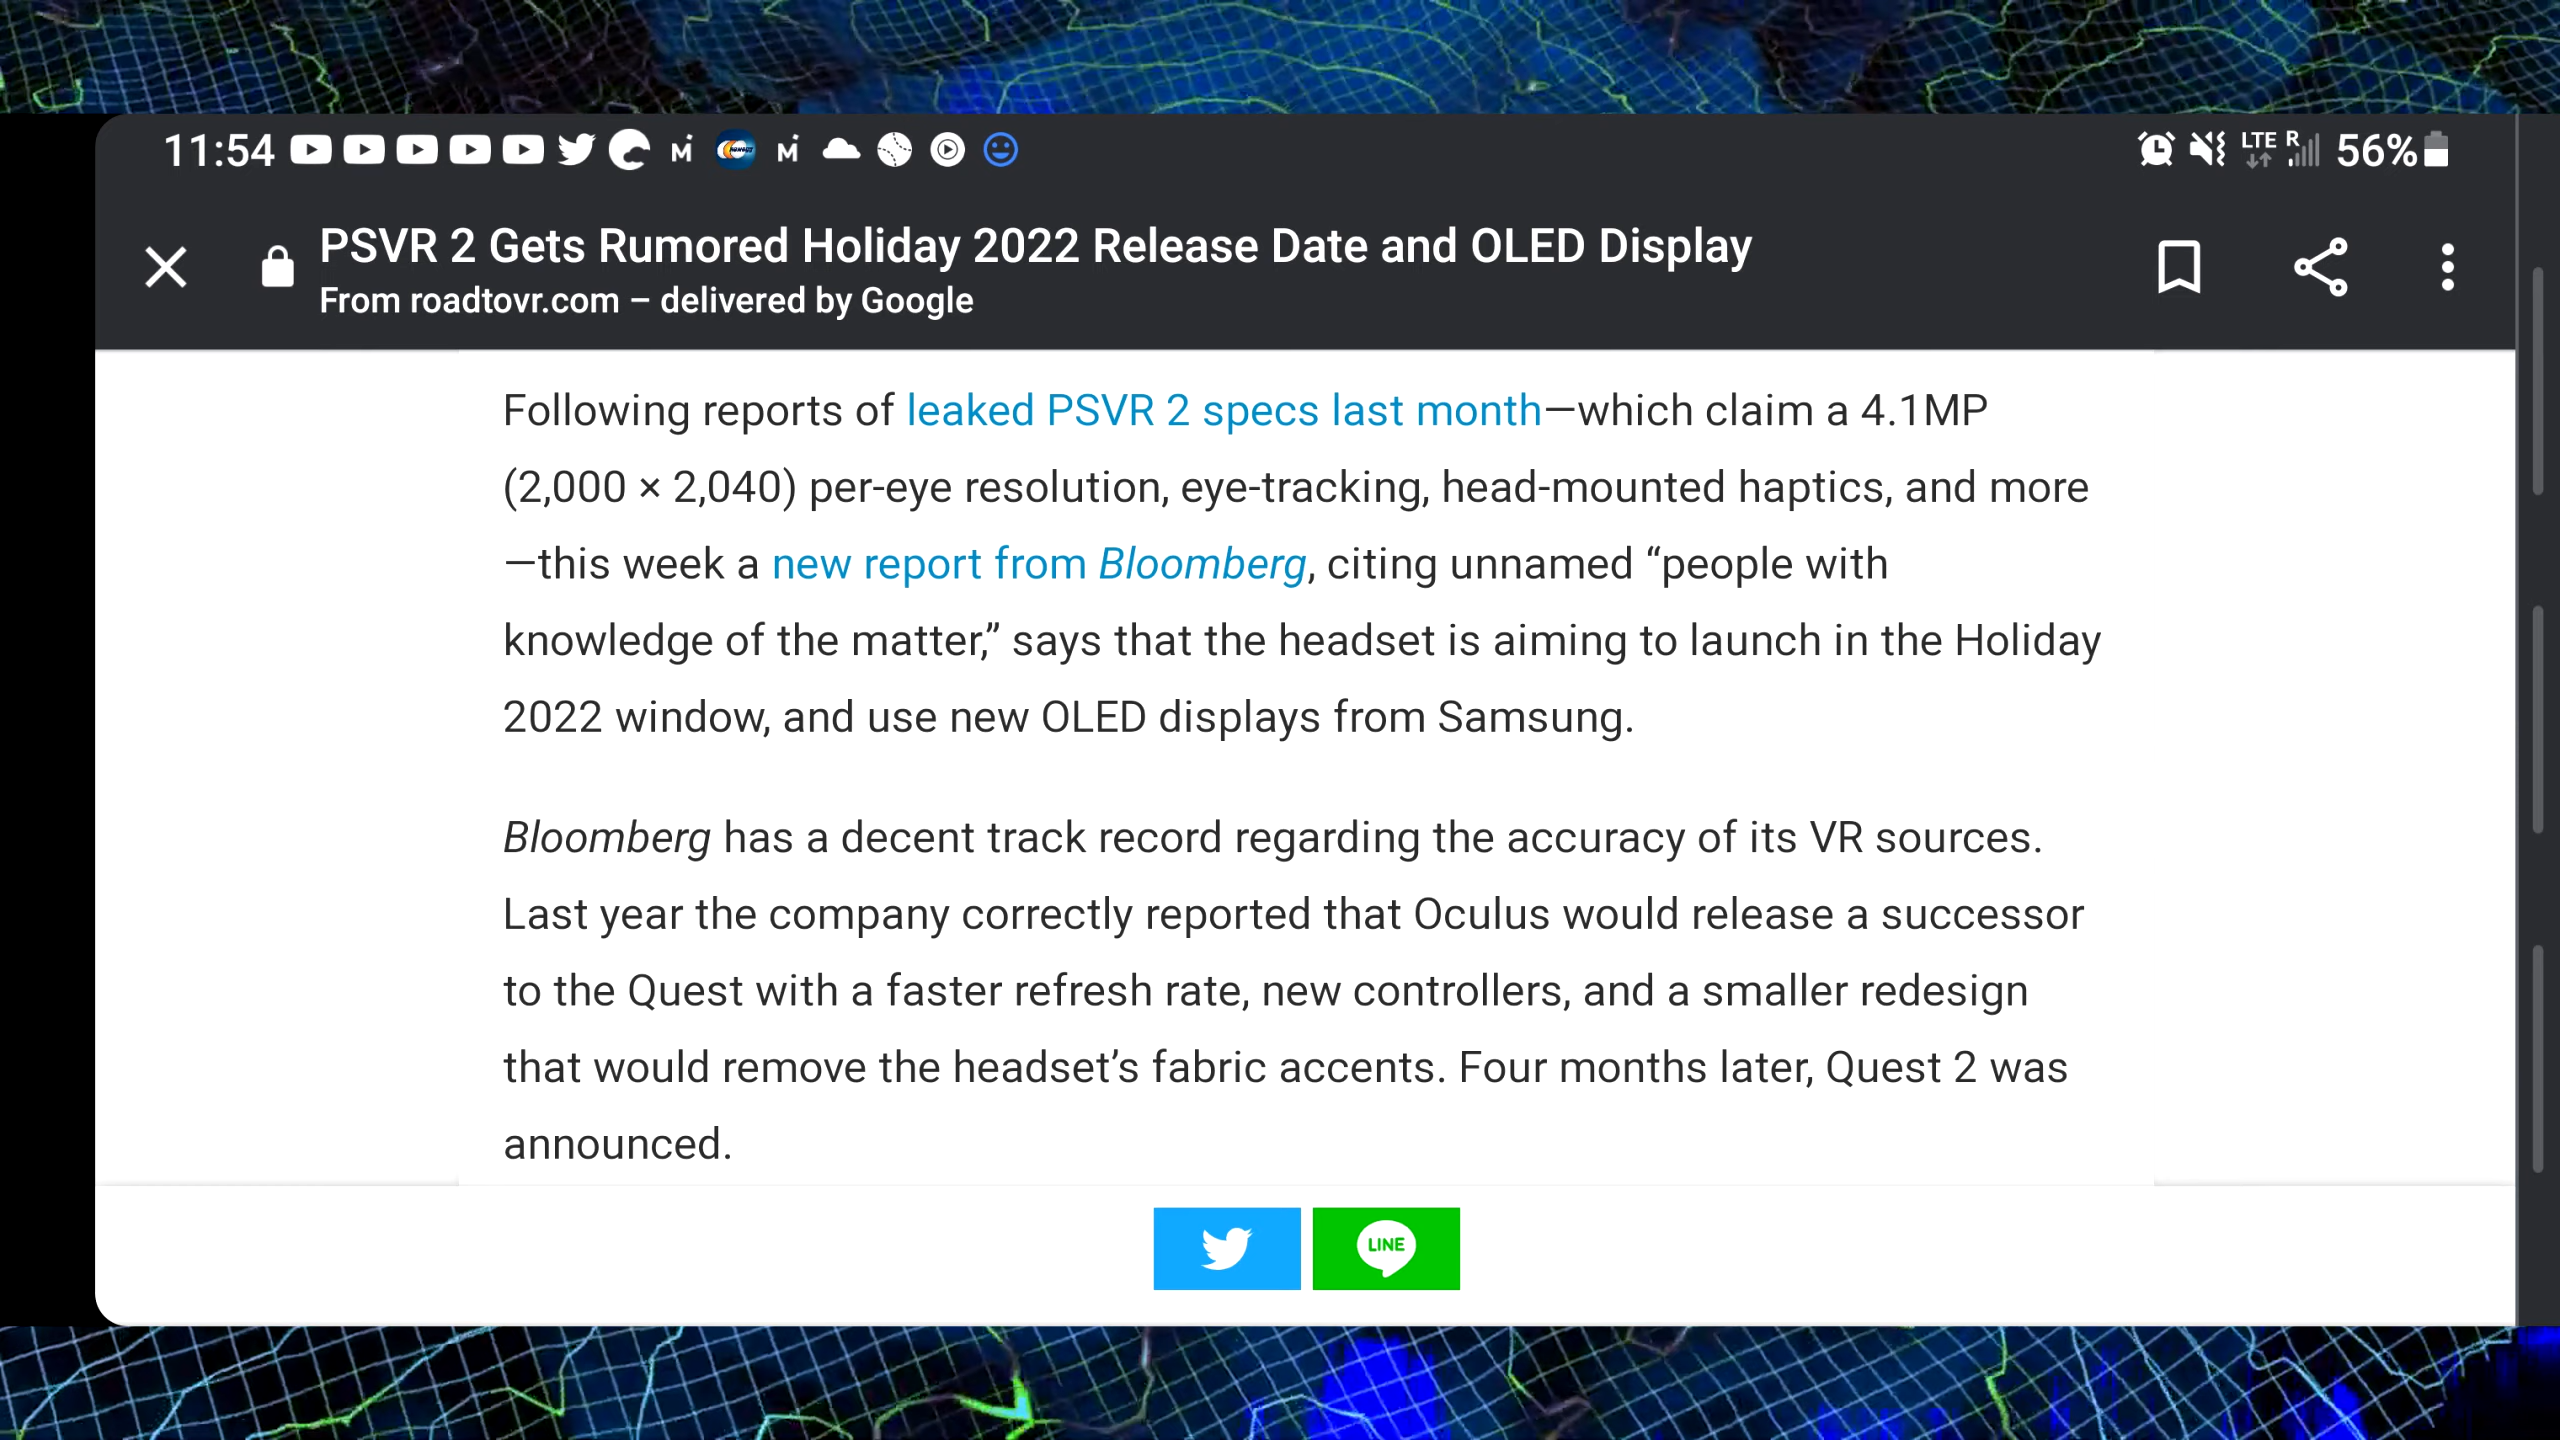 11:54
LTE R 56%
PSVR 2 Gets Rumored Holiday 2022 Release Date and OLED Display
From roadtovr.com – delivered by Google
Following reports of leaked PSVR 2 specs last month—which claim a 4.1MP
(2,000 × 2,040) per-eye resolution, eye-tracking, head-mounted haptics, and more
—this week a new report from Bloomberg, citing unnamed “people with
knowledge of the matter,” says that the headset is aiming to launch in the Holiday
2022 window, and use new OLED displays from Samsung.
Bloomberg has a decent track record regarding the accuracy of its VR sources.
Last year the company correctly reported that Oculus would release a successor
to the Quest with a faster refresh rate, new controllers, and a smaller redesign
that would remove the headset’s fabric accents. Four months later, Quest 2 was
announced.
LINE